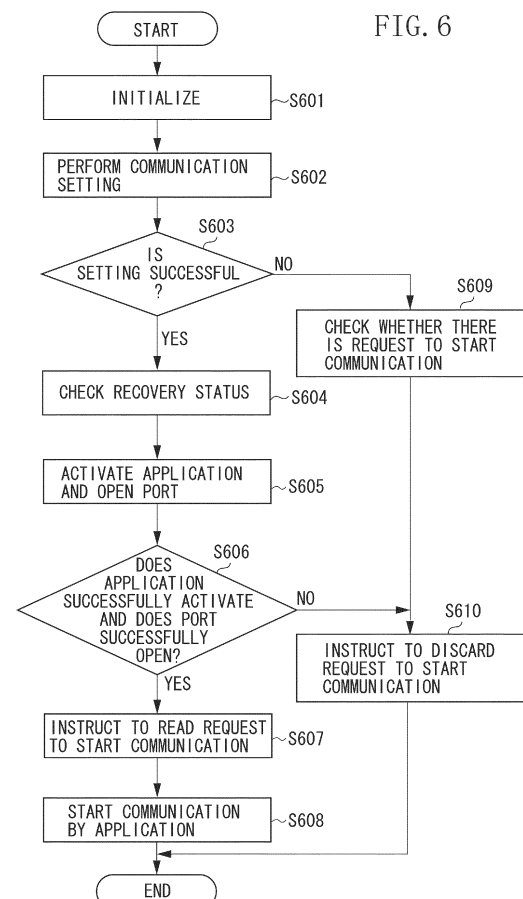 START
FIG. 6
INITIALIZE
S601
PERFORM COMMUNICATION
SETTING
S602
S603
IS
SETTING SUCCESSFUL
?
NO
YES
S609
CHECK WHETHER THERE
IS REQUEST TO START
COMMUNICATION
CHECK RECOVERY STATUS
S604
ACTIVATE APPLICATION
AND OPEN PORT
S605
S606
DOES
APPLICATION
SUCCESSFULLY ACTIVATE
AND DOES PORT
SUCCESSFULLY
OPEN?
NO
YES
S610
INSTRUCT TO DISCARD
REQUEST TO START
COMMUNICATION
INSTRUCT TO READ REQUEST
TO START COMMUNICATION
S607
START COMMUNICATION
BY APPLICATION
S608
END